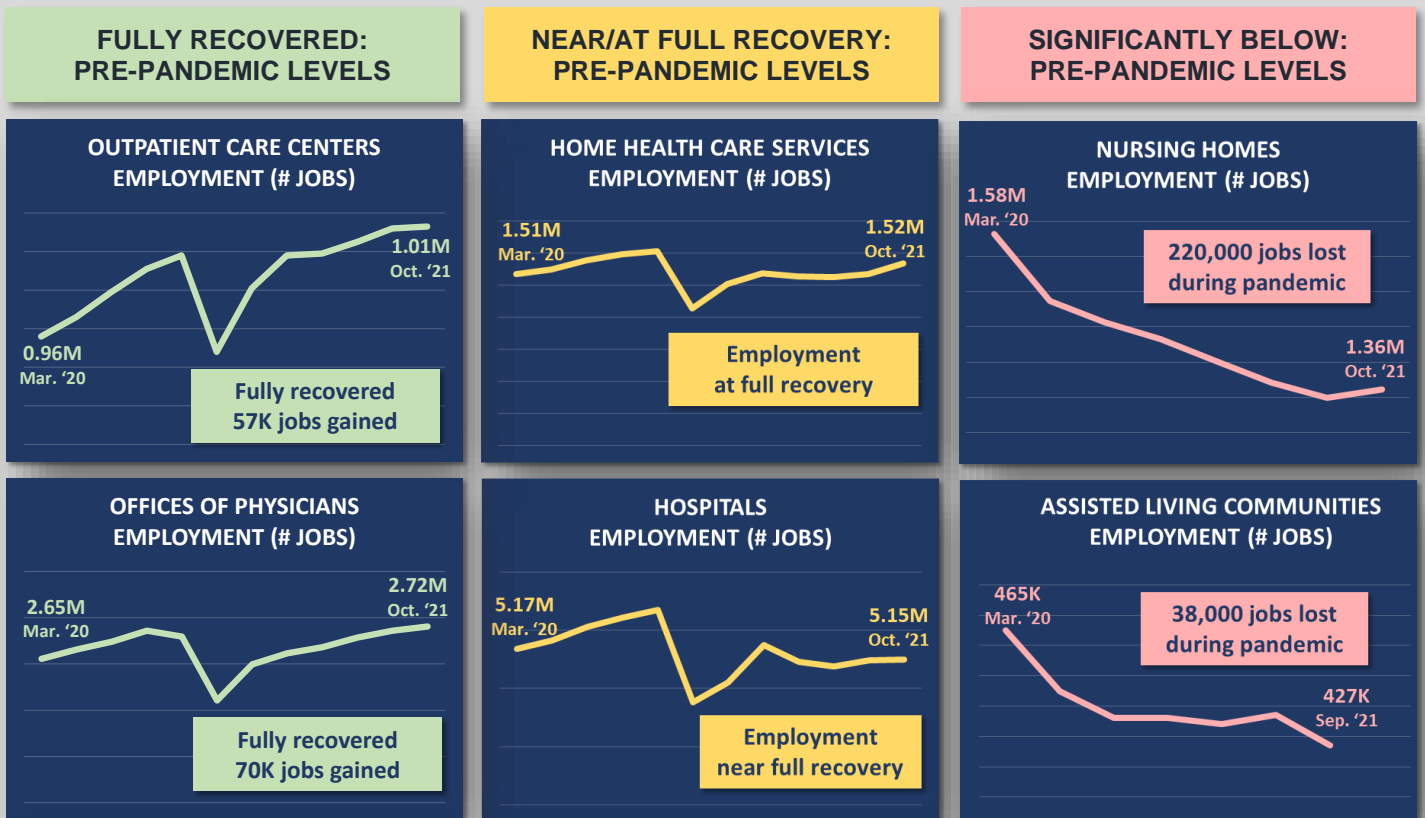 FULLY RECOVERED:
PRE-PANDEMIC LEVELS
NEAR/AT FULL RECOVERY:
PRE-PANDEMIC LEVELS
SIGNIFICANTLY BELOW:
PRE-PANDEMIC LEVELS
OUTPATIENT CARE CENTERS
EMPLOYMENT (# JOBS)
0.96M
Mar. ‘20
1.01M
Oct. ‘21
Fully recovered
57K jobs gained
HOME HEALTH CARE SERVICES
EMPLOYMENT (# JOBS)
1.51M
Mar. ‘20
1.52M
Oct. ‘21
Employment
at full recovery
NURSING HOMES
EMPLOYMENT (# JOBS)
1.58M
Mar. ‘20
220,000 jobs lost
during pandemic
1.36M
Oct. ‘21
OFFICES OF PHYSICIANS
EMPLOYMENT (# JOBS)
2.65M
Mar. ‘20
2.72M
Oct. ‘21
Fully recovered
70K jobs gained
HOSPITALS
EMPLOYMENT (# JOBS)
5.17M
Mar. ‘20
5.15M
Oct. ‘21
Employment
near full recovery
ASSISTED LIVING COMMUNITIES
EMPLOYMENT (# JOBS)
465K
Mar. ‘20
38,000 jobs lost
during pandemic
427K
Sep. ‘21